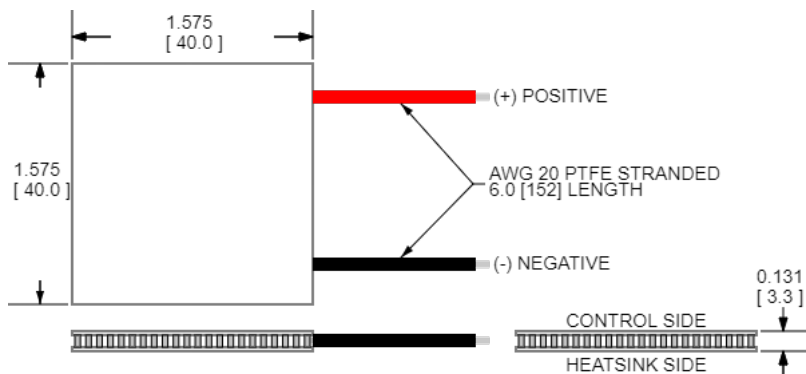 1.575
[ 40.0 ]
(+) POSITIVE
1.575
[ 40.0 ]
AWG 20 PTFE STRANDED
6.0 [152] LENGTH
(-) NEGATIVE
0.131
[ 3.3 ]
CONTROL SIDE
HEATSINK SIDE